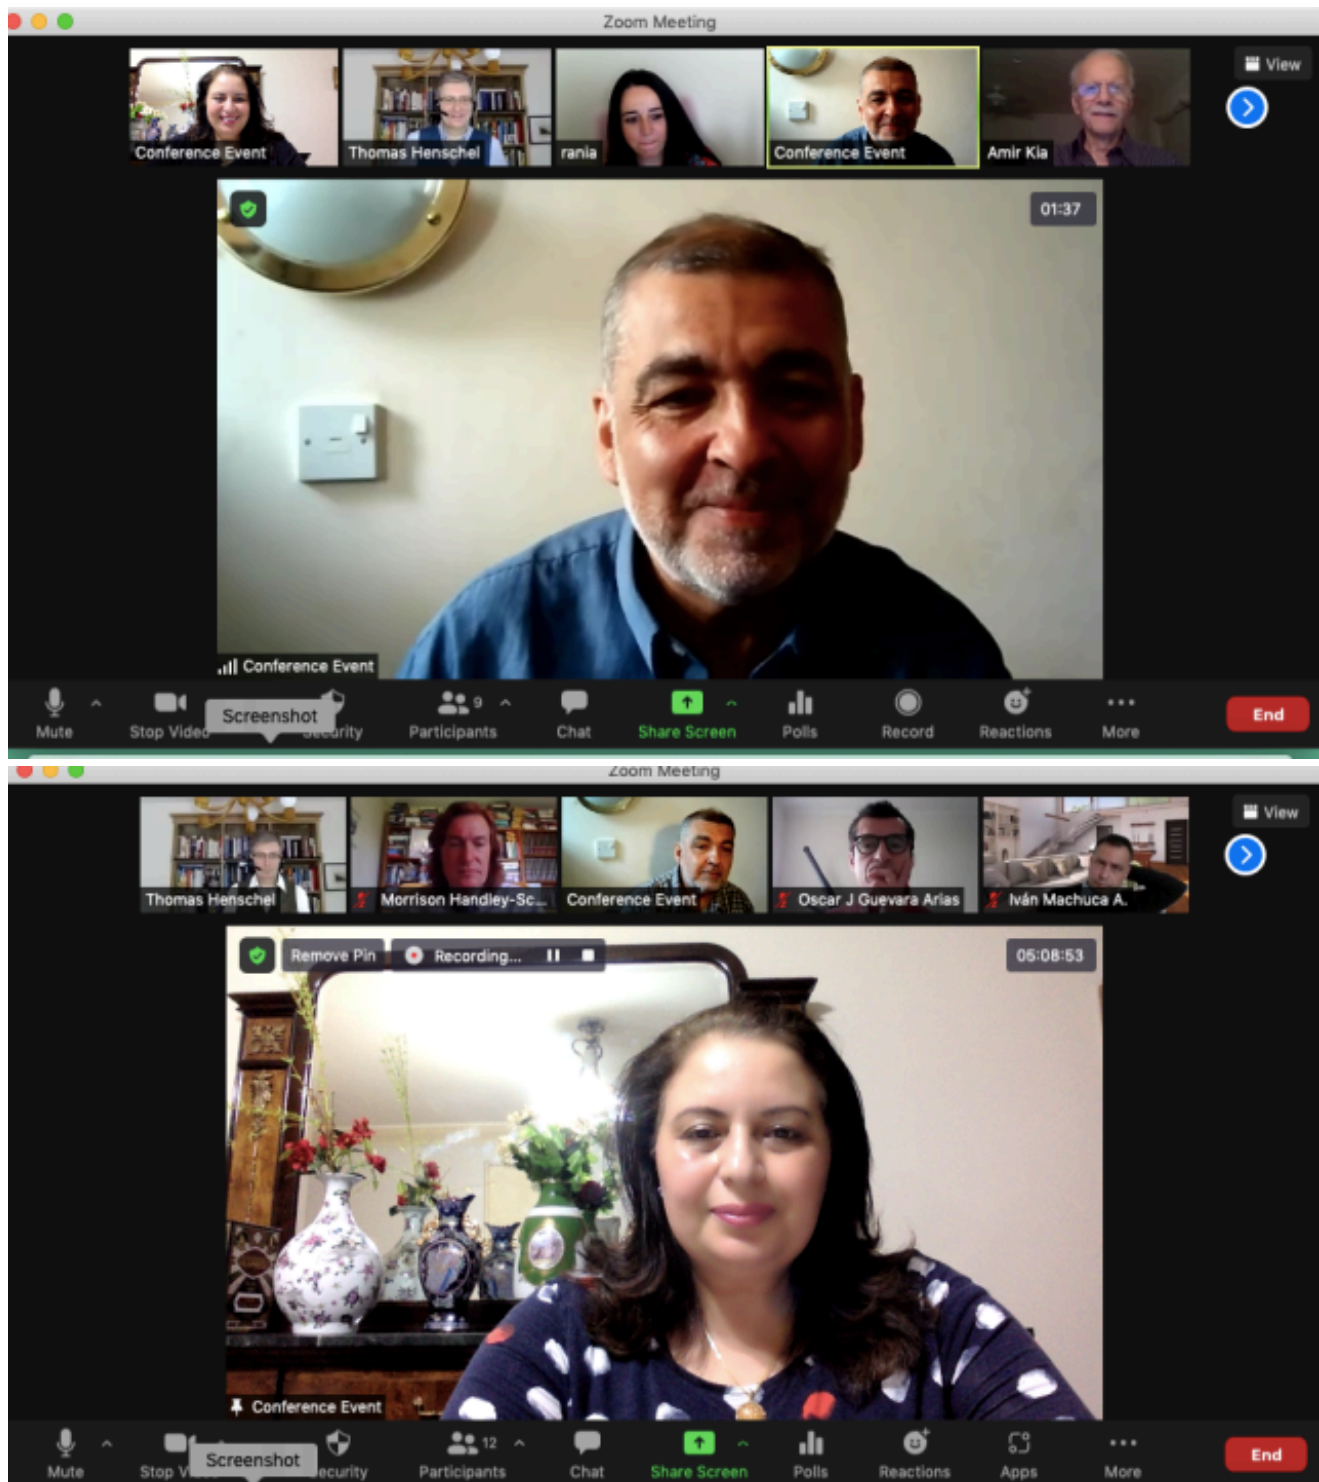 Zoom Meeting
View
Conference Event
Thomas Henschel
rania
Conference Event
Amir Kia
01:37
Conference Event
Mute
Stop Video
Screenshot
Security
Participants 9
Chat
Share Screen
Polls
Record
Reactions
More
End
Zoom Meeting
View
Thomas Henschel
Morrison Handley-Sc...
Conference Event
Oscar J Guevara Arias
Iván Machuca A.
Remove Pin
Recording...
05:08:53
Conference Event
Mute
Stop V
Screenshot
ecurity
Participants 12
Chat
Share Screen
Polls
Reactions
Apps
More
End